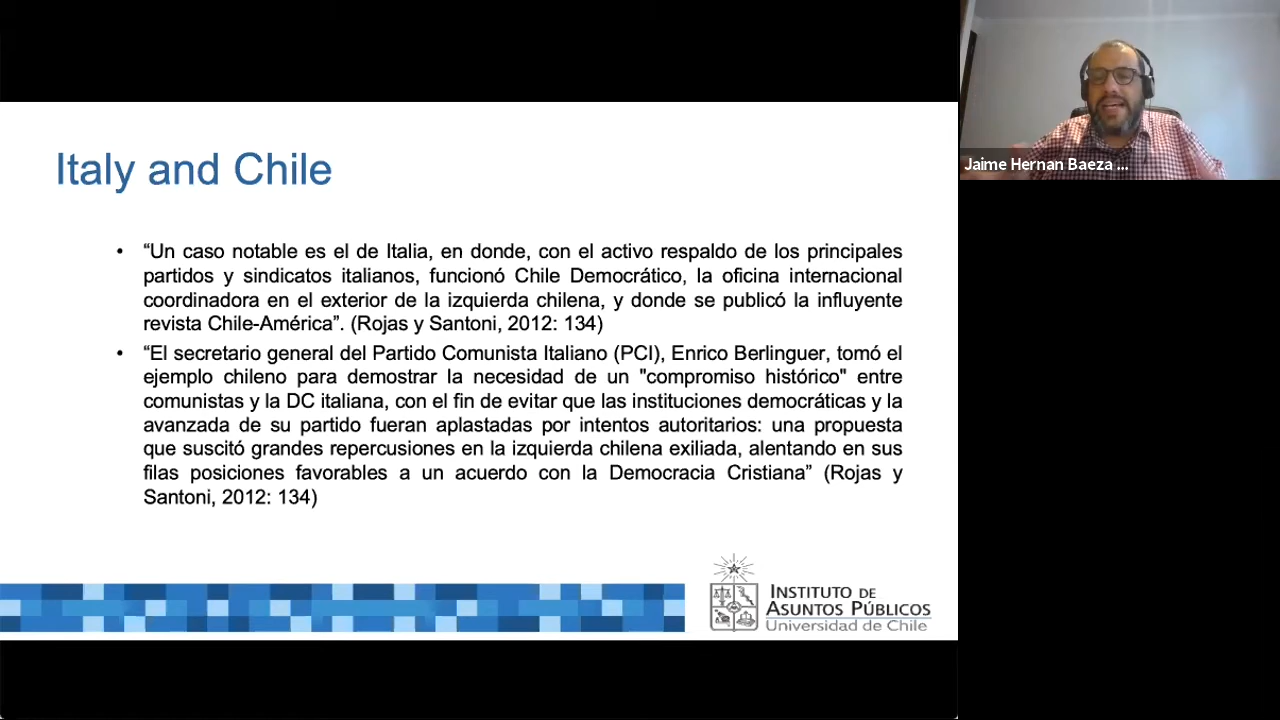 Italy and Chile
• “Un caso notable es el de Italia, en donde, con el activo respaldo de los principales
partidos y sindicatos italianos, funcionó Chile Democrático, la oficina internacional
coordinadora en el exterior de la izquierda chilena, y donde se publicó la influyente
revista Chile-América”. (Rojas y Santoni, 2012: 134)
• “El secretario general del Partido Comunista Italiano (PCI), Enrico Berlinguer, tomó el
ejemplo chileno para demostrar la necesidad de un "compromiso histórico" entre
comunistas y la DC italiana, con el fin de evitar que las instituciones democráticas y la
avanzada de su partido fueran aplastadas por intentos autoritarios: una propuesta
que suscitó grandes repercusiones en la izquierda chilena exiliada, alentando en sus
filas posiciones favorables a un acuerdo con la Democracia Cristiana” (Rojas y
Santoni, 2012: 134)
INSTITUTO DE
ASUNTOS PÚBLICOS
Universidad de Chile
Jaime Hernan Baeza ...